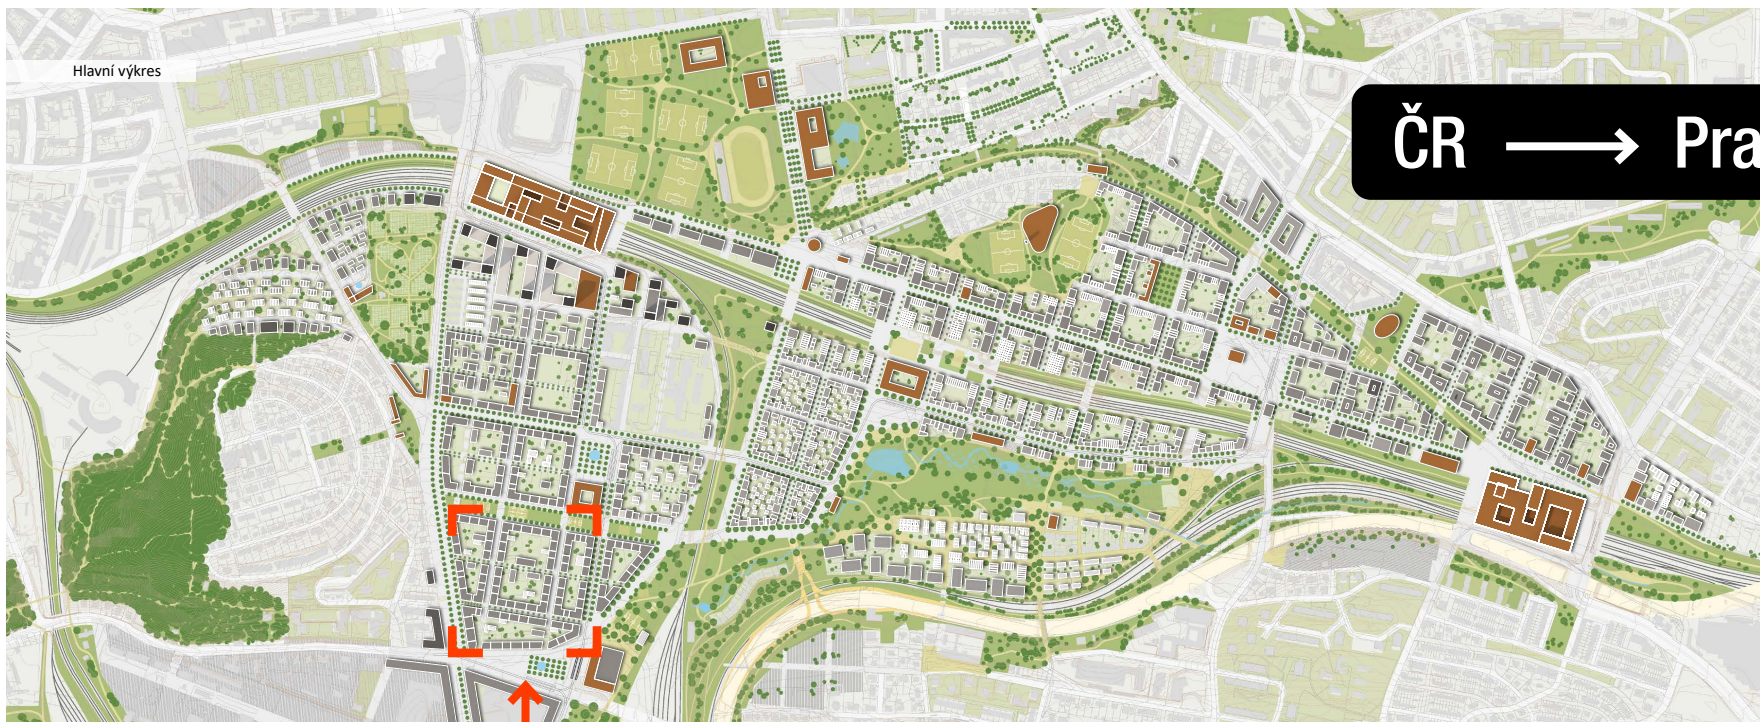 Hlavní výkres
ČR → Pra